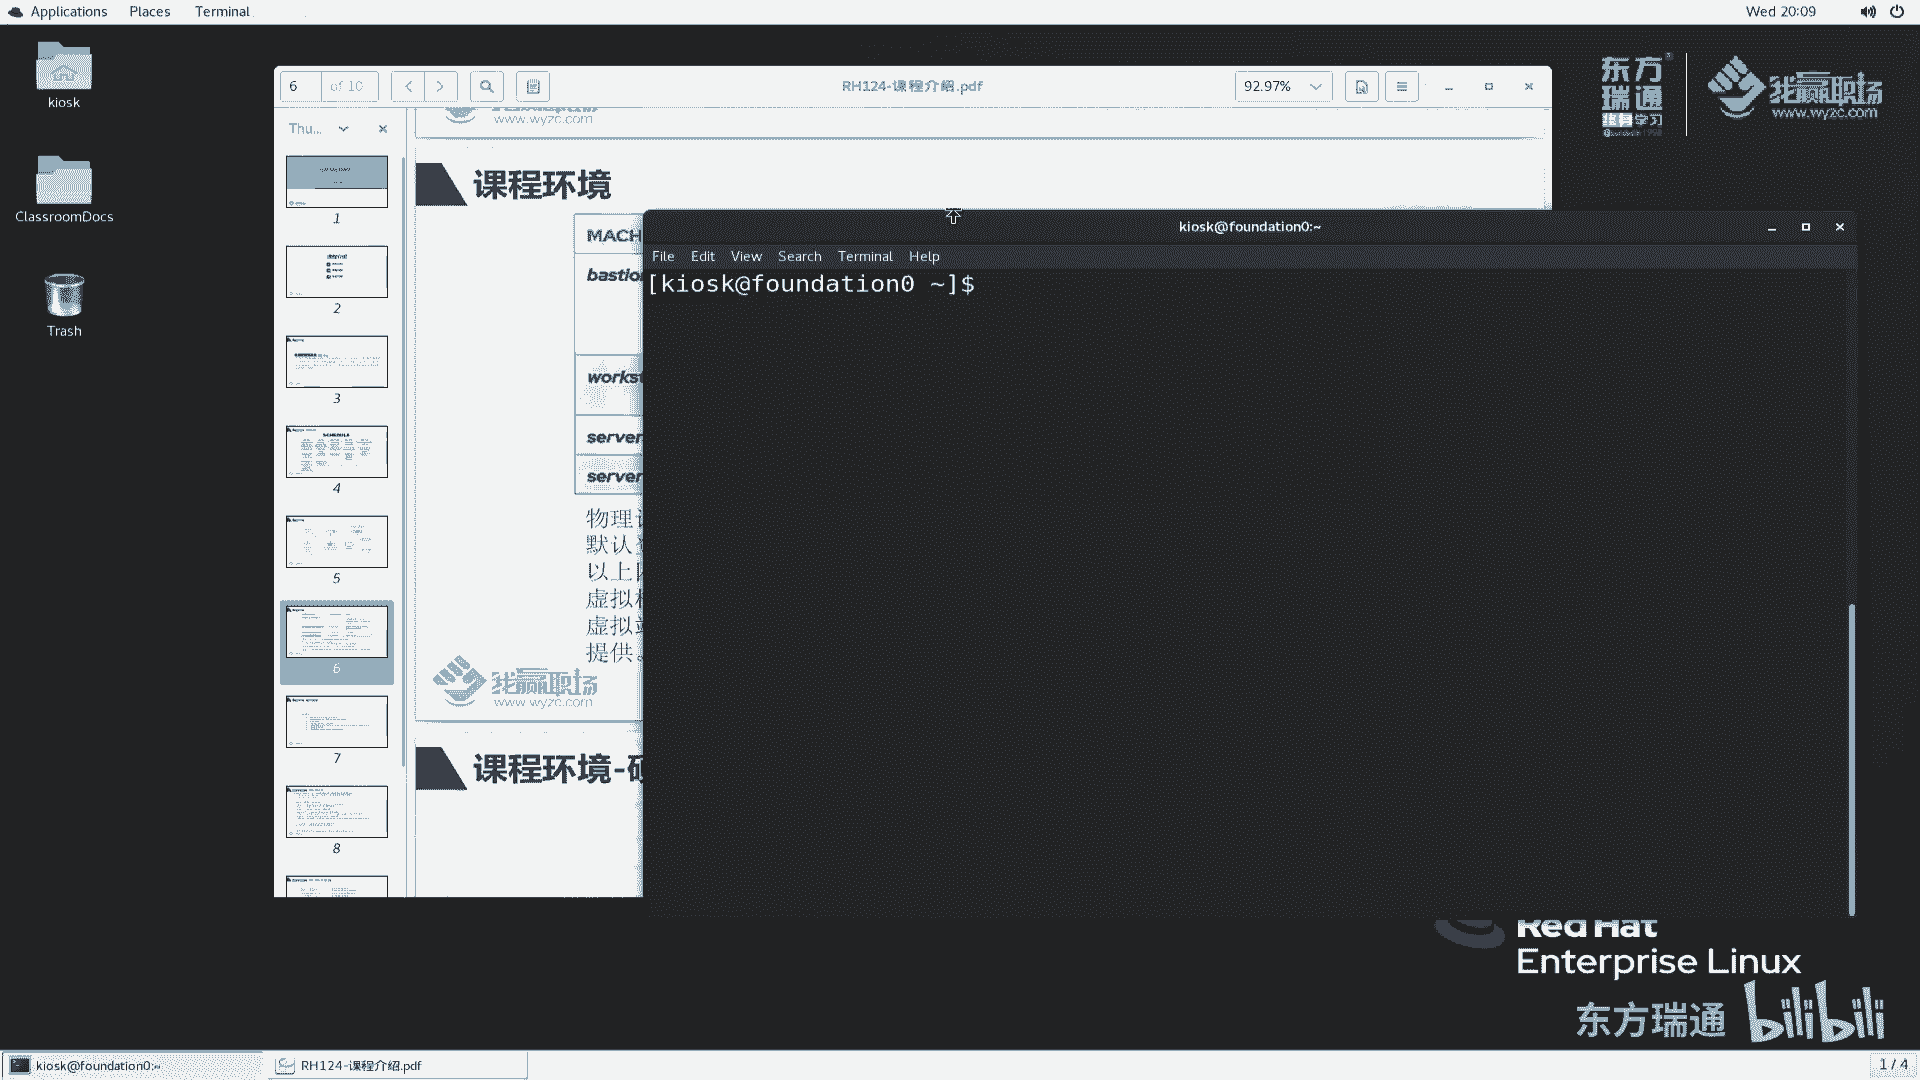 Applications Places Terminal
Wed 20:09
kiosk
ClassroomDocs
Trash
6 of 10
RH124-课程介绍.pdf
92.97%
Thu...
1
2
3
4
5
6
7
8
www.wyzc.com
课程环境
MACH
bastio
works
server
server
物理
默认
以上
虚拟
虚拟
提供。
我赢职场
www.wyzc.com
课程环境-
kiosk@foundation0:~
File Edit View Search Terminal Help
[kiosk@foundation0 ~]$
东方瑞通
终身学习
我赢职场
www.wyzc.com
Red Hat
Enterprise Linux
东方瑞通 bilibili
kiosk@foundation0:~
RH124-课程介绍.pdf
1 / 4